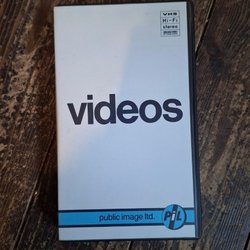 VHS
Hi-Fi
stereo
videos
public image ltd.
PiL